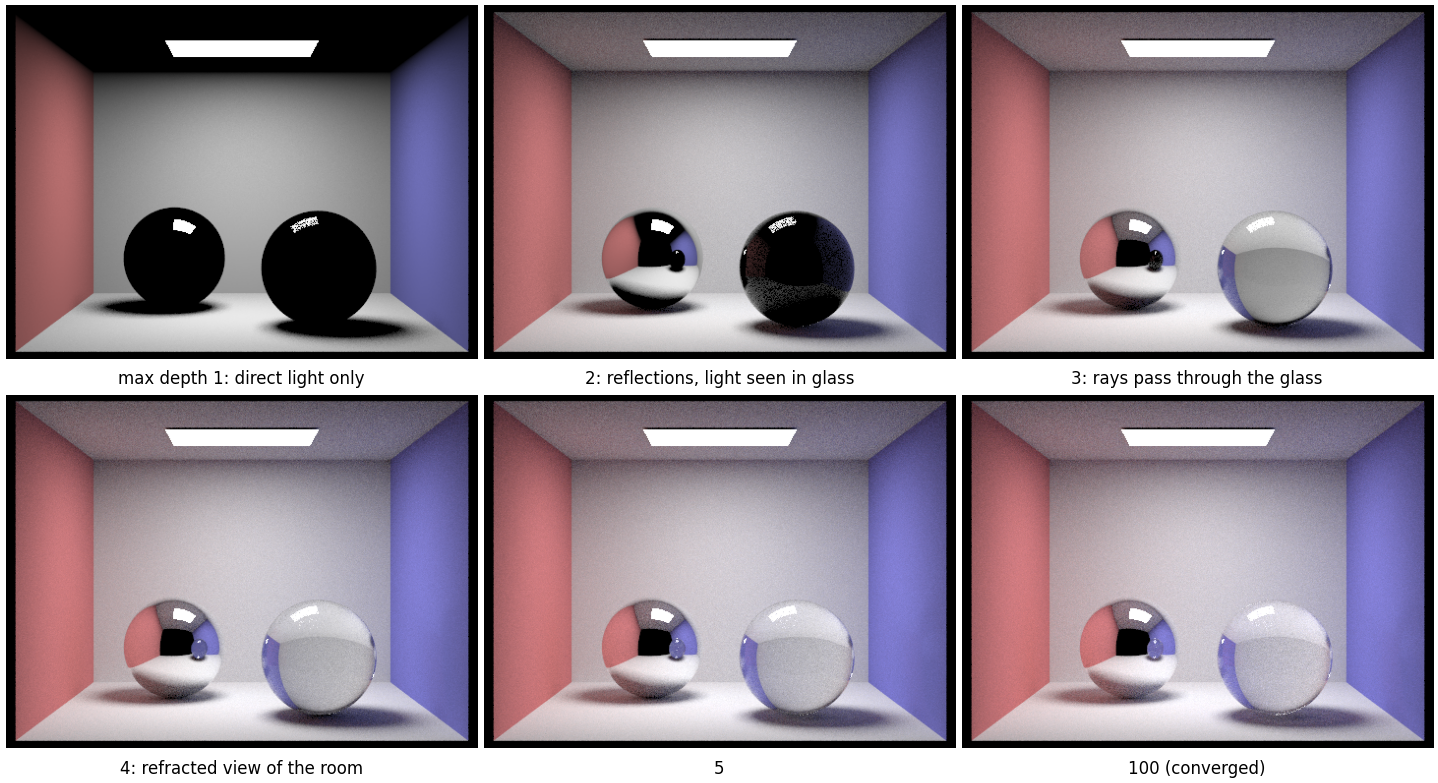 max depth 1: direct light only
2: reflections, light seen in glass
3: rays pass through the glass
4: refracted view of the room
5
100 (converged)